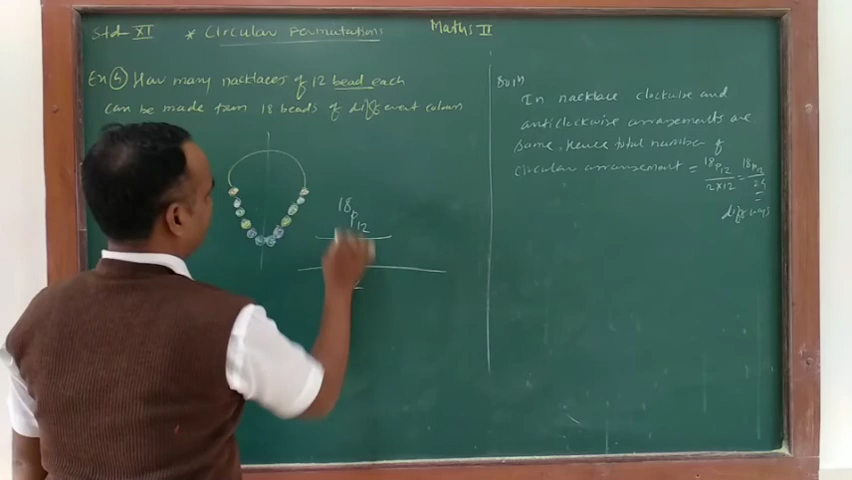 Std XI * Circular Permutations Maths II
Ex (5) How many necklaces of 12 bead each
can be made from 18 beads of different colours
18
P
12
Soln
In necklace clockwise and
anticlockwise arrangements are
same, Hence total number of
circular arrangement = 18P12 / 2×12 = 18P12 / 24